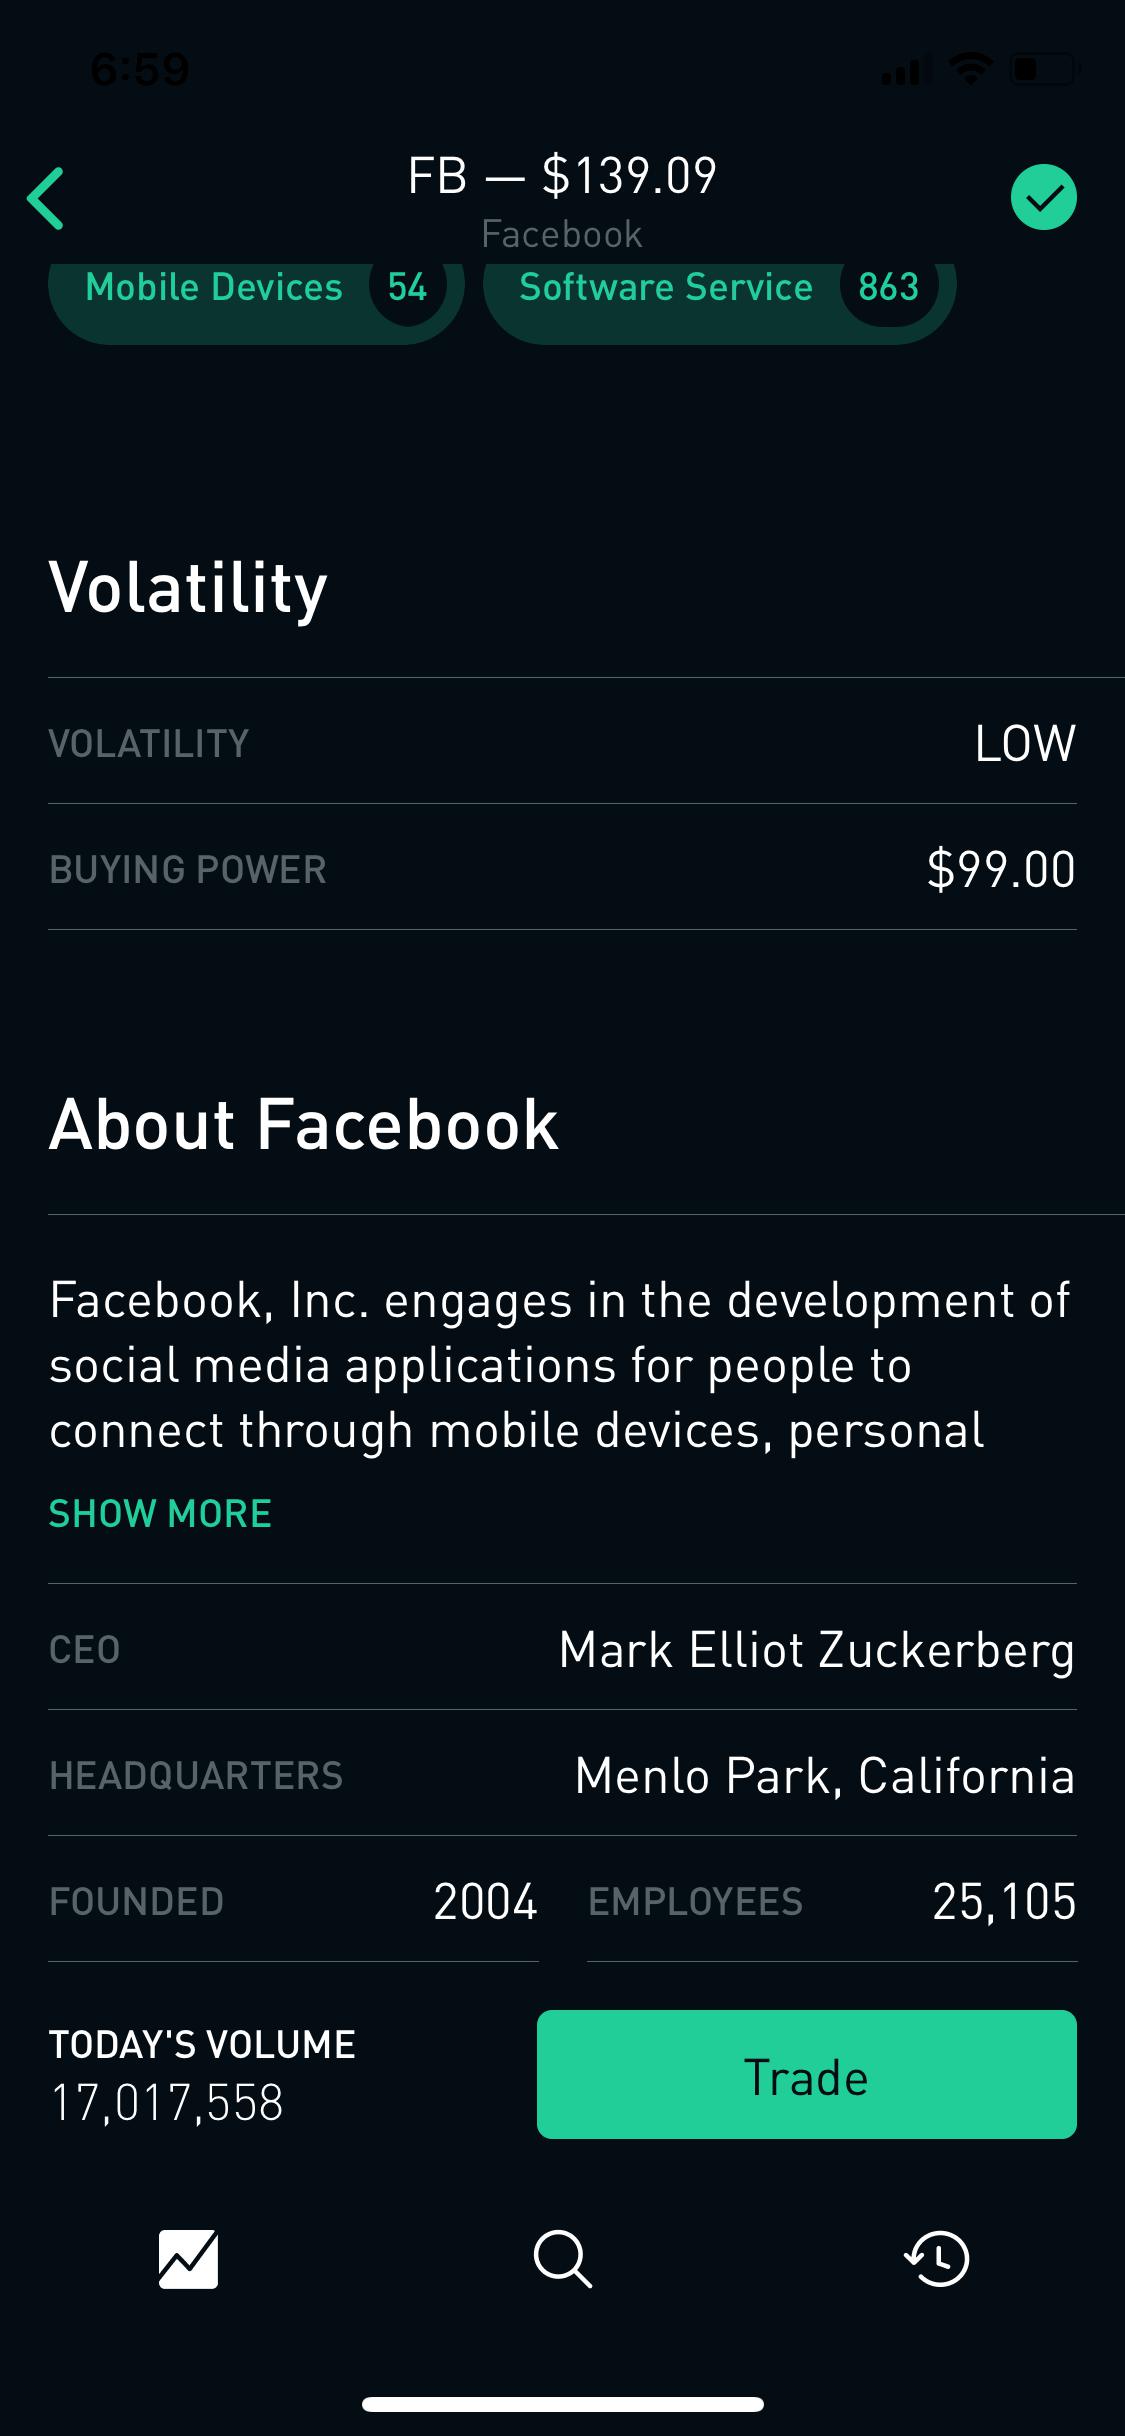 6:59
FB — $139.09
Facebook
Mobile Devices 54 Software Service 863
Volatility
VOLATILITY LOW
BUYING POWER $99.00
About Facebook
Facebook, Inc. engages in the development of
social media applications for people to
connect through mobile devices, personal
SHOW MORE
CEO Mark Elliot Zuckerberg
HEADQUARTERS Menlo Park, California
FOUNDED 2004 EMPLOYEES 25,105
TODAY'S VOLUME
17,017,558
Trade